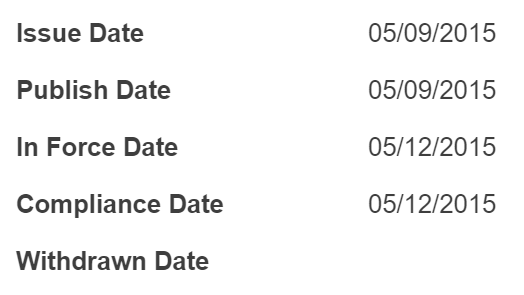 Issue Date 05/09/2015
Publish Date 05/09/2015
In Force Date 05/12/2015
Compliance Date 05/12/2015
Withdrawn Date